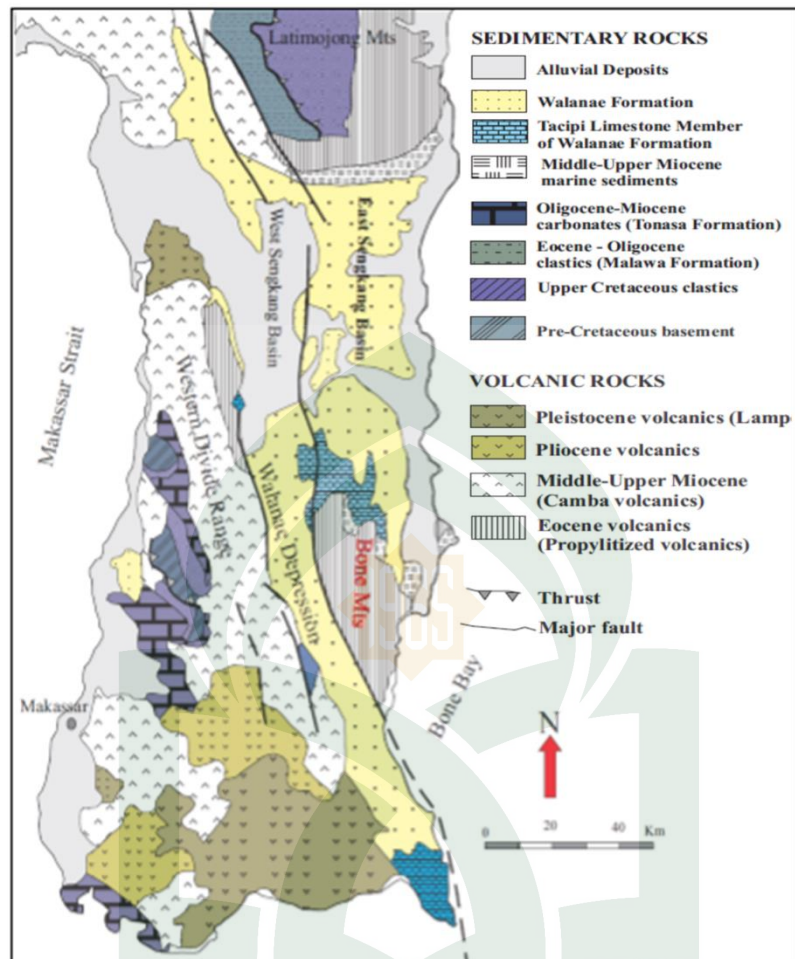 Latimojong Mts
West Sengkang Basin
East Sengkang Basin
Makassar Strait
Western Divide Range
Walanae Depression
Bone Mts
Bone Bay
Makassar
SEDIMENTARY ROCKS
Alluvial Deposits
Walanae Formation
Tacipi Limestone Member
of Walanae Formation
Middle-Upper Miocene
marine sediments
Oligocene-Miocene
carbonates (Tonasa Formation)
Eocene - Oligocene
clastics (Malawa Formation)
Upper Cretaceous clastics
Pre-Cretaceous basement
VOLCANIC ROCKS
Pleistocene volcanics (Lamp
Pliocene volcanics
Middle-Upper Miocene
(Camba volcanics)
Eocene volcanics
(Propylitized volcanics)
Thrust
Major fault
N
0 20 40 Km